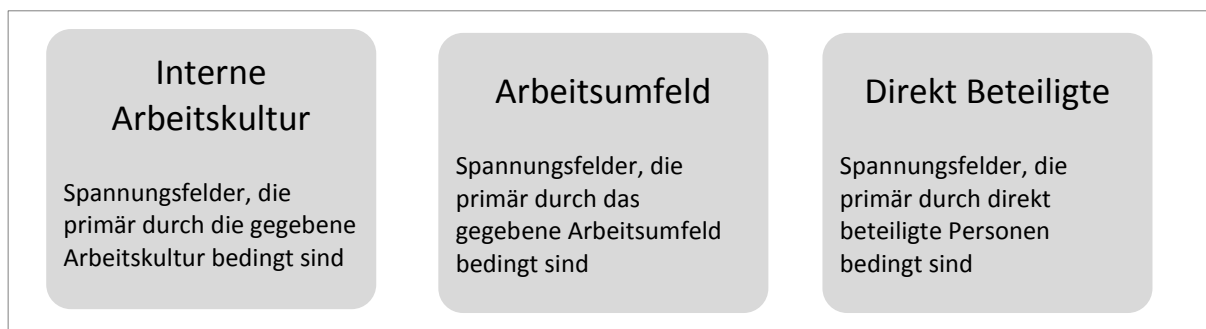 Interne
Arbeitskultur
Spannungsfelder, die
primär durch die gegebene
Arbeitskultur bedingt sind
Arbeitsumfeld
Spannungsfelder, die
primär durch das
gegebene Arbeitsumfeld
bedingt sind
Direkt Beteiligte
Spannungsfelder, die
primär durch direkt
beteiligte Personen
bedingt sind